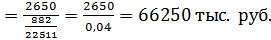 = 2650 / (882 / 22511) = 2650 / 0,04 = 66250 тыс. руб.